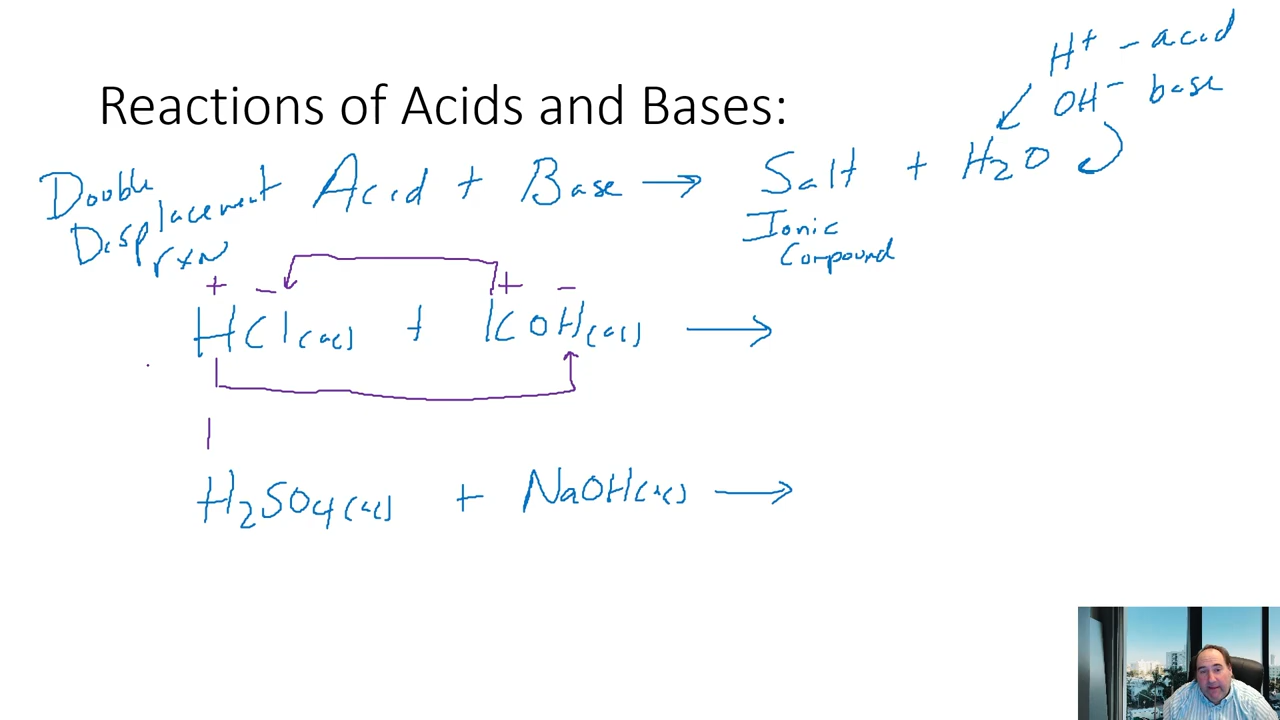 H+ – acid
OH– base
Reactions of Acids and Bases:
Double Displacement rxn
Acid + Base → Salt + H2O
Ionic Compound
+ – + –
HCl(aq) + KOH(aq) →
H2SO4(aq) + NaOH(aq) →